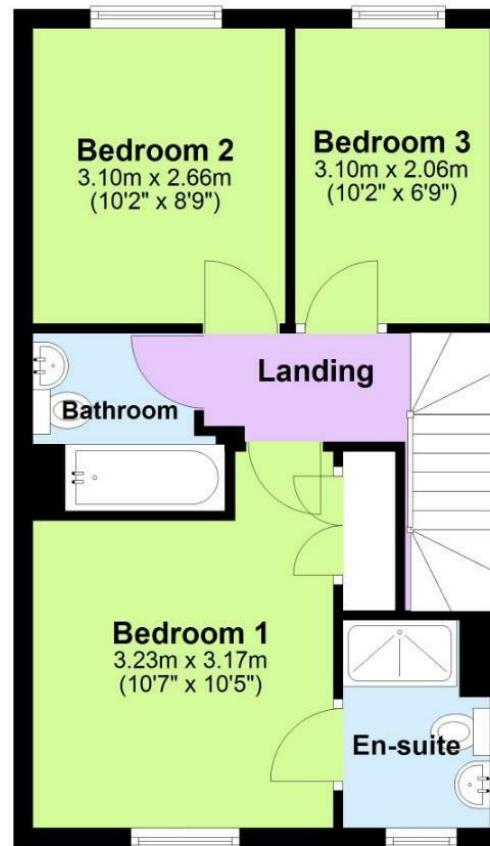 Bedroom 2
3.10m x 2.66m
(10'2" x 8'9")
Bedroom 3
3.10m x 2.06m
(10'2" x 6'9")
Landing
Bathroom
Bedroom 1
3.23m x 3.17m
(10'7" x 10'5")
En-suite